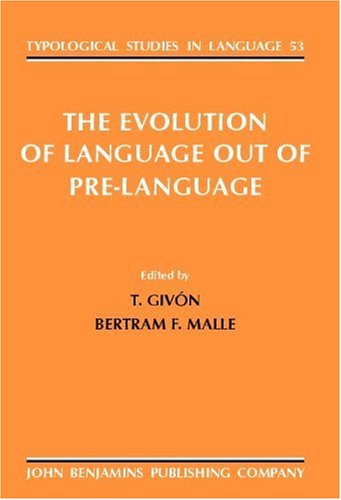 TYPOLOGICAL STUDIES IN LANGUAGE 53
THE EVOLUTION
OF LANGUAGE OUT OF
PRE-LANGUAGE
Edited by
T. GIVÓN
BERTRAM F. MALLE
JOHN BENJAMINS PUBLISHING COMPANY